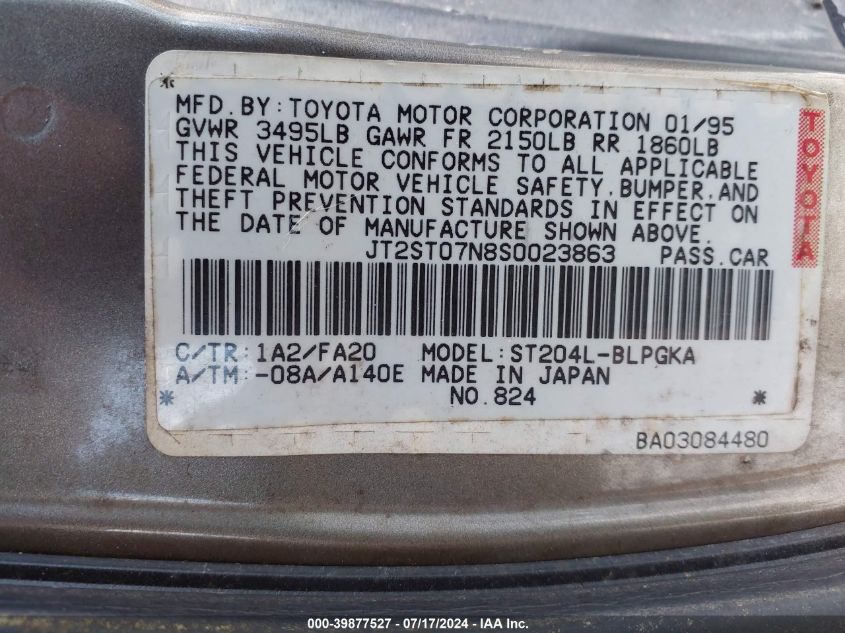 MFD.BY:TOYOTA MOTOR CORPORATION 01/95
GVWR 3495LB GAWR FR 2150LB RR 1860LB
THIS VEHICLE CONFORMS TO ALL APPLICABLE
FEDERAL MOTOR VEHICLE SAFETY,BUMPER,AND
THEFT PREVENTION STANDARDS IN EFFECT ON
THE DATE OF MANUFACTURE SHOWN ABOVE.
JT2ST07N8S0023863 PASS.CAR
TOYOTA
C/TR:1A2/FA20 MODEL:ST204L-BLPGKA
A/TM:-08A/A140E MADE IN JAPAN
* NO.824 *
BA03084480
000-39877527 - 07/17/2024 - IAA Inc.